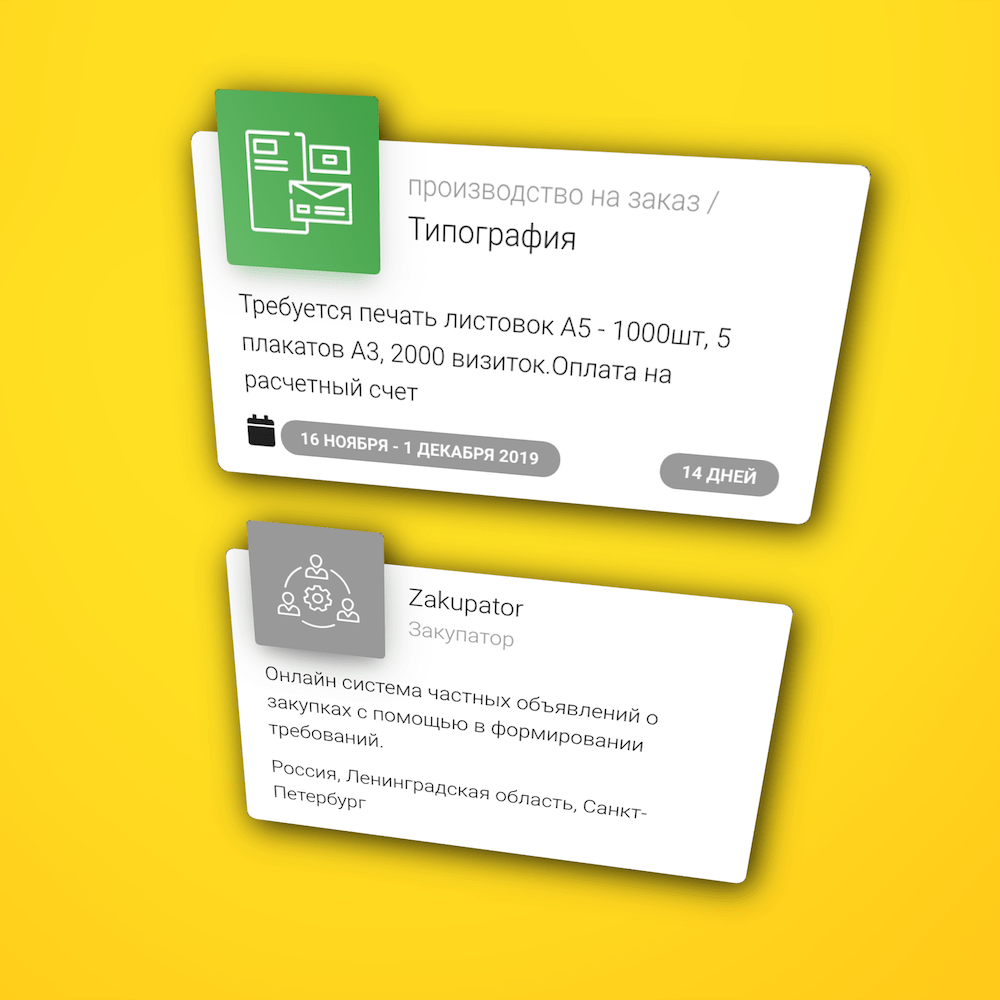 производство на заказ /
Типография
Требуется печать листовок А5 - 1000шт, 5
плакатов А3, 2000 визиток.Оплата на
расчетный счет
16 НОЯБРЯ - 1 ДЕКАБРЯ 2019
14 ДНЕЙ
Zakupator
Закупатор
Онлайн система частных объявлений о
закупках с помощью в формировании
требований.
Россия, Ленинградская область, Санкт-
Петербург